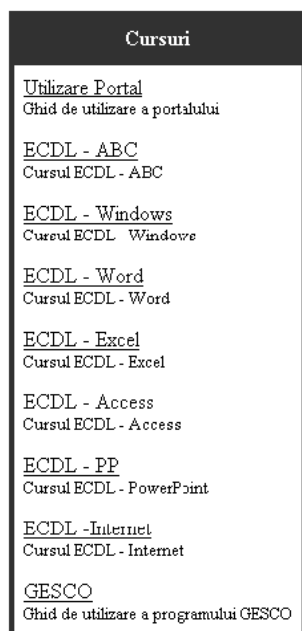 Cursuri
Utilizare Portal
Ghid de utilizare a portalului
ECDL - ABC
Cursul ECDL - ABC
ECDL - Windows
Cursul ECDL - Windows
ECDL - Word
Cursul ECDL - Word
ECDL - Excel
Cursul ECDL - Excel
ECDL - Access
Cursul ECDL - Access
ECDL - PP
Cursul ECDL - PowerPoint
ECDL -Internet
Cursul ECDL - Internet
GESCO
Ghid de utilizare a programului GESCO